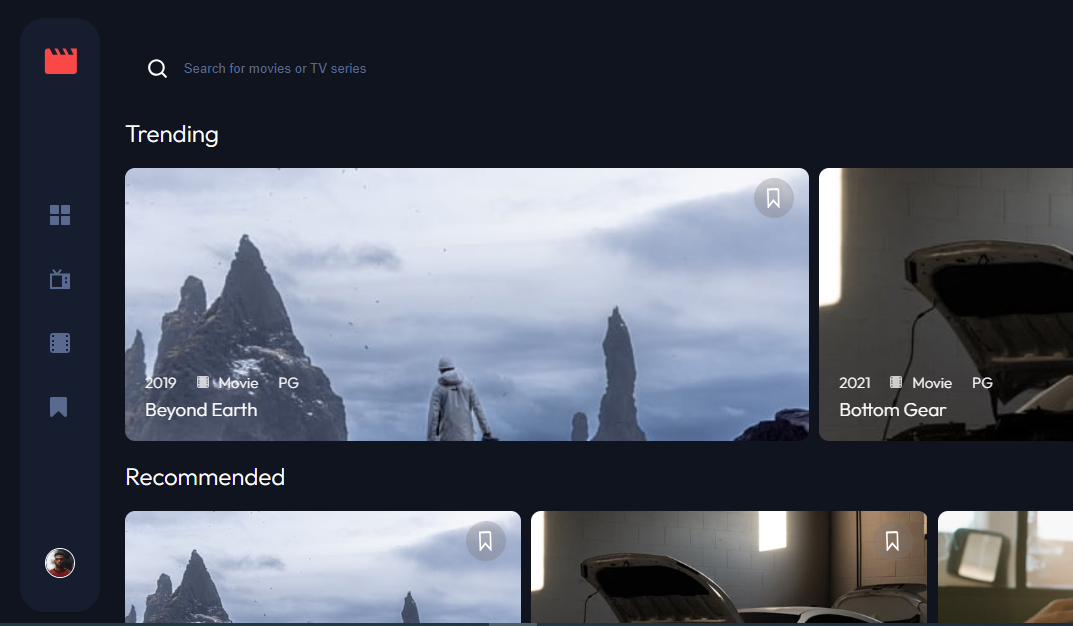 Search for movies or TV series
Trending
2019 Movie PG
Beyond Earth
2021 Movie PG
Bottom Gear
Recommended